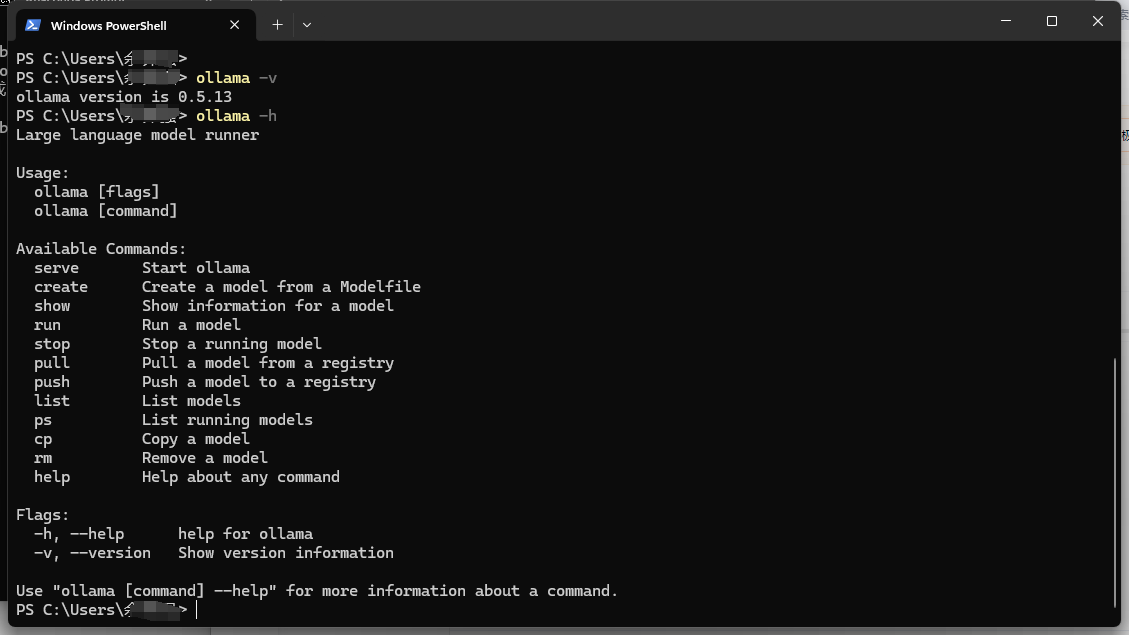 Windows PowerShell
PS C:\Users\>
PS C:\Users\> ollama -v
ollama version is 0.5.13
PS C:\Users\> ollama -h
Large language model runner
Usage:
ollama [flags]
ollama [command]
Available Commands:
serve Start ollama
create Create a model from a Modelfile
show Show information for a model
run Run a model
stop Stop a running model
pull Pull a model from a registry
push Push a model to a registry
list List models
ps List running models
cp Copy a model
rm Remove a model
help Help about any command
Flags:
-h, --help help for ollama
-v, --version Show version information
Use "ollama [command] --help" for more information about a command.
PS C:\Users\>